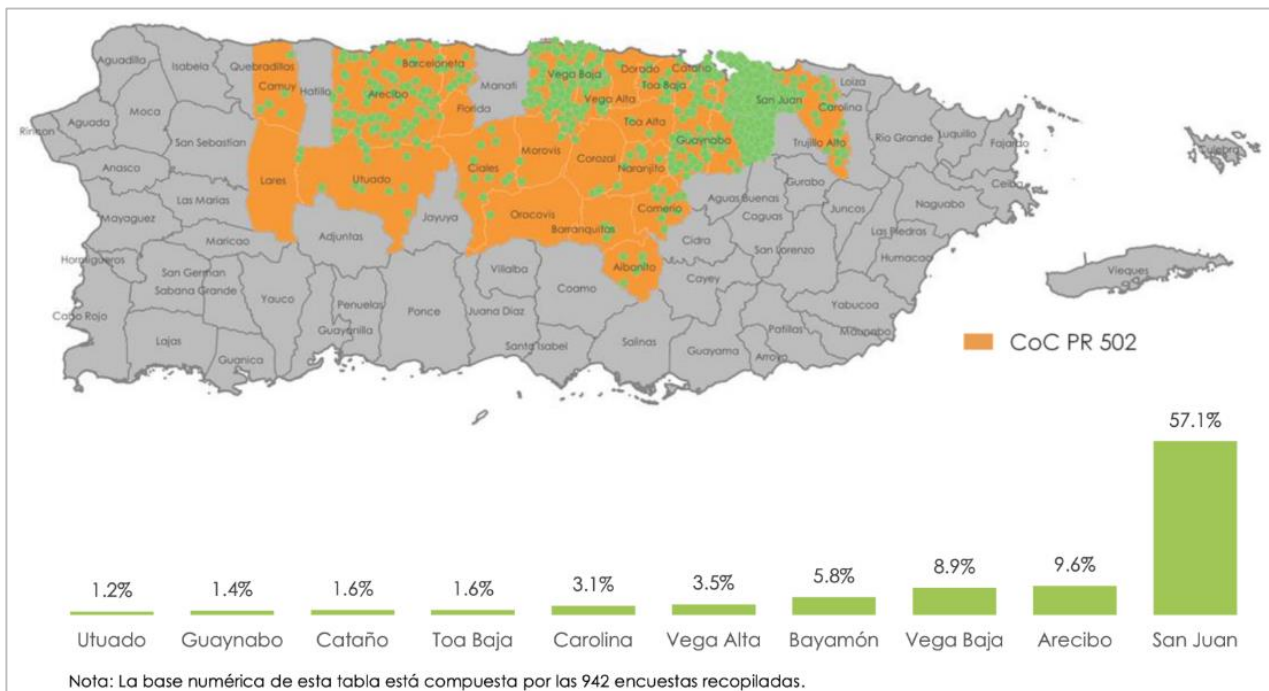 Aguadilla
Isabela
Quebradillos
Camuy
Hatillo
Arecibo
Barceloneta
Manati
Florida
Vega Baja
Vega Alta
Dorado
Toa Baja
Cataño
San Juan
Loiza
Carolina
Moca
Aguada
Rincon
San Sebastian
Anasco
Lares
Utuado
Ciales
Morovis
Corozal
Toa Alta
Naranjito
Guaynabo
Trujillo Alto
Rio Grande
Luquillo
Fajardo
Culebra
Ceiba
Mayaguez
Las Marias
Maricao
Adjuntas
Jayuya
Orocovis
Barranquitas
Comerio
Aguas Buenas
Gurabo
Caguas
Juncos
Naguabo
Las Piedras
San Lorenzo
Humacao
Hormigueros
San German
Sabana Grande
Yauco
Penuelas
Guayanilla
Ponce
Villalba
Juana Diaz
Coamo
Aibonito
Cidra
Cayey
Vieques
Yabucoa
Cabo Rojo
Lajas
Guanica
Santa Isabel
Salinas
Guayama
Patillas
Arroyo
Maunabo
CoC PR 502
1.2% 1.4% 1.6% 1.6% 3.1% 3.5% 5.8% 8.9% 9.6% 57.1%
Utuado Guaynabo Cataño Toa Baja Carolina Vega Alta Bayamón Vega Baja Arecibo San Juan
Nota: La base numérica de esta tabla está compuesta por las 942 encuestas recopiladas.